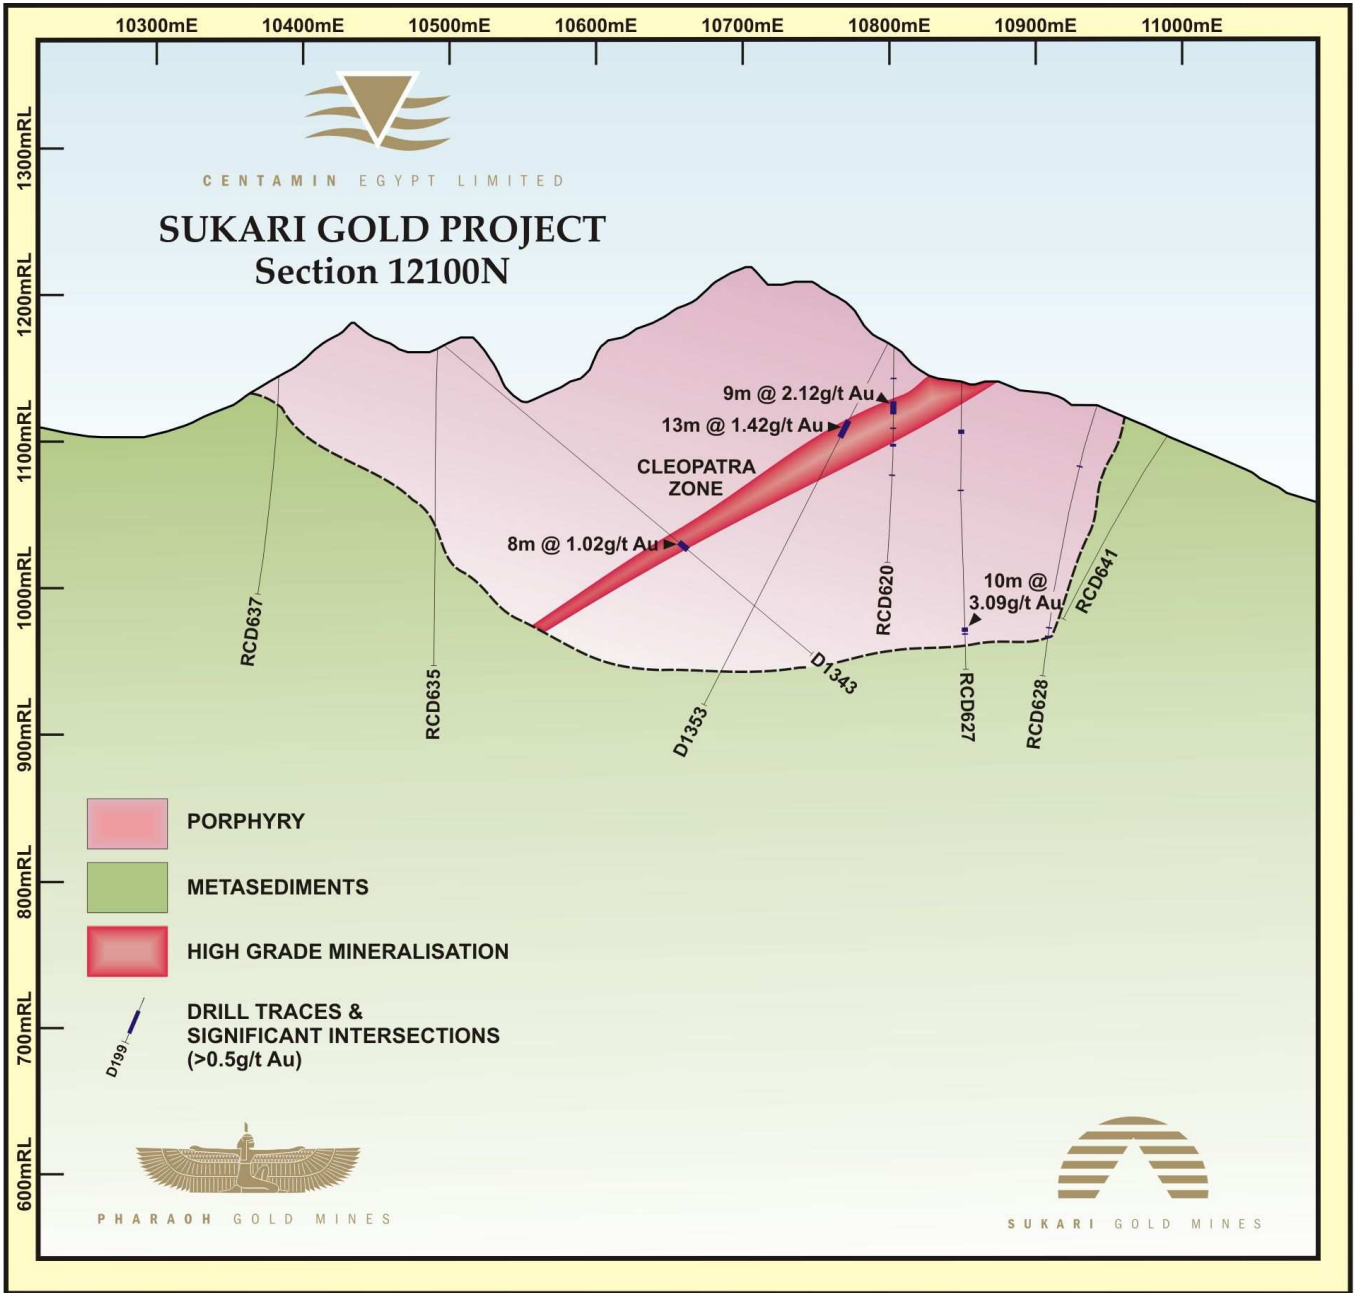 10300mE 10400mE 10500mE 10600mE 10700mE 10800mE 10900mE 11000mE
1300mRL
1200mRL
1100mRL
1000mRL
900mRL
800mRL
700mRL
600mRL
CENTAMIN EGYPT LIMITED
SUKARI GOLD PROJECT
Section 12100N
9m @ 2.12g/t Au
13m @ 1.42g/t Au
CLEOPATRA
ZONE
8m @ 1.02g/t Au
10m @
3.09g/t Au
RCD637
RCD635
D1353
D1343
RCD620
RCD627
RCD628
RCD641
PORPHYRY
METASEDIMENTS
HIGH GRADE MINERALISATION
D199
DRILL TRACES &
SIGNIFICANT INTERSECTIONS
(>0.5g/t Au)
PHARAOH GOLD MINES
SUKARI GOLD MINES